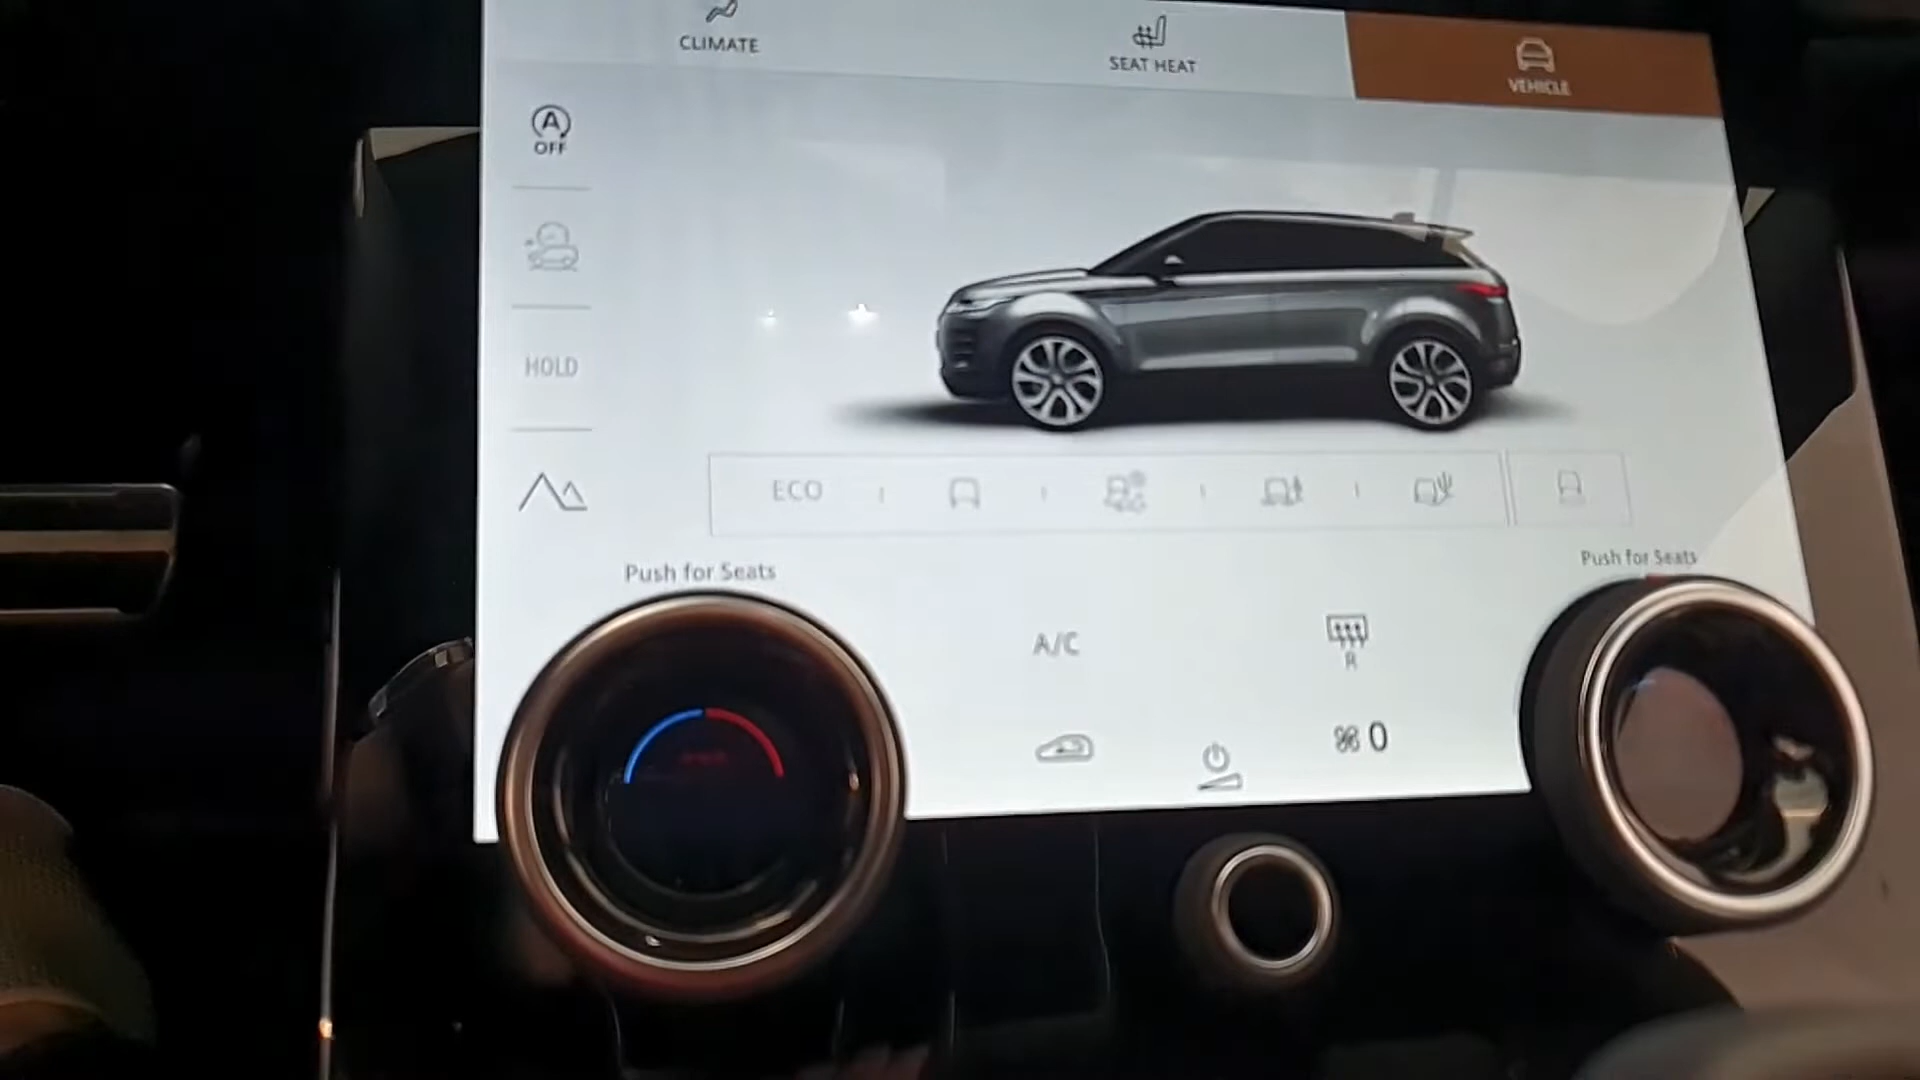 CLIMATE
SEAT HEAT
VEHICLE
A
OFF
HOLD
ECO
Push for Seats
Push for Seats
A/C
R
0